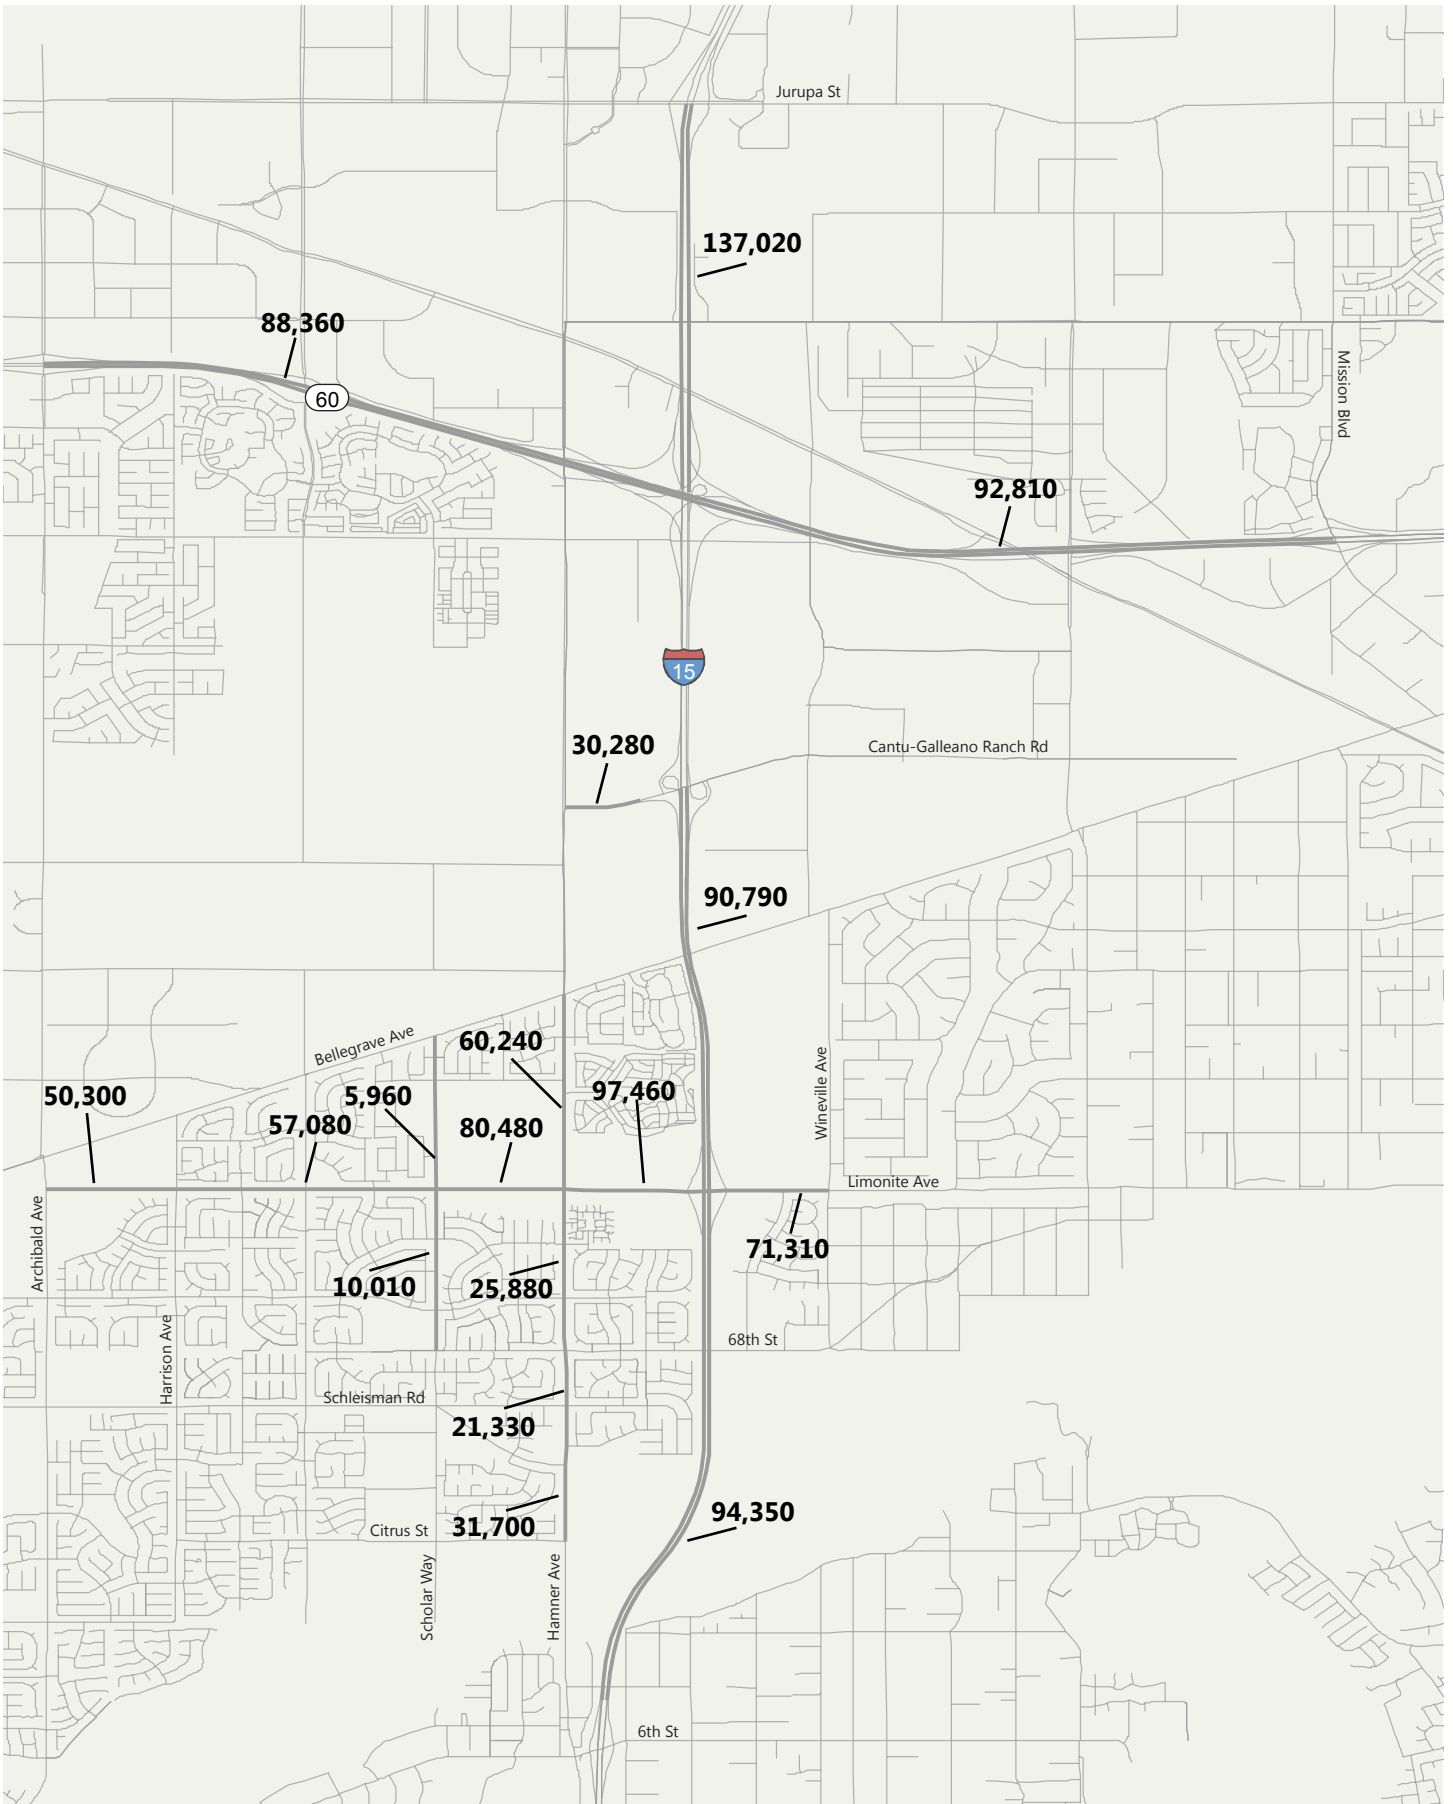 Jurupa St
137,020
88,360
Mission Blvd
60
92,810
15
30,280
Cantu-Galleano Ranch Rd
90,790
Bellegrave Ave
60,240
Wineville Ave
50,300
5,960
97,460
57,080
80,480
Limonite Ave
Archibald Ave
71,310
10,010
25,880
Harrison Ave
68th St
Schleisman Rd
21,330
94,350
Citrus St
31,700
Scholar Way
Hamner Ave
6th St